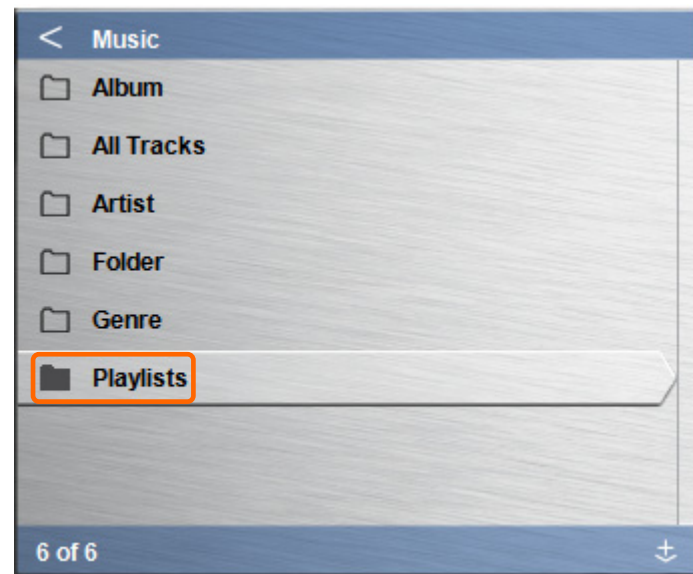 < Music
Album
All Tracks
Artist
Folder
Genre
Playlists
6 of 6